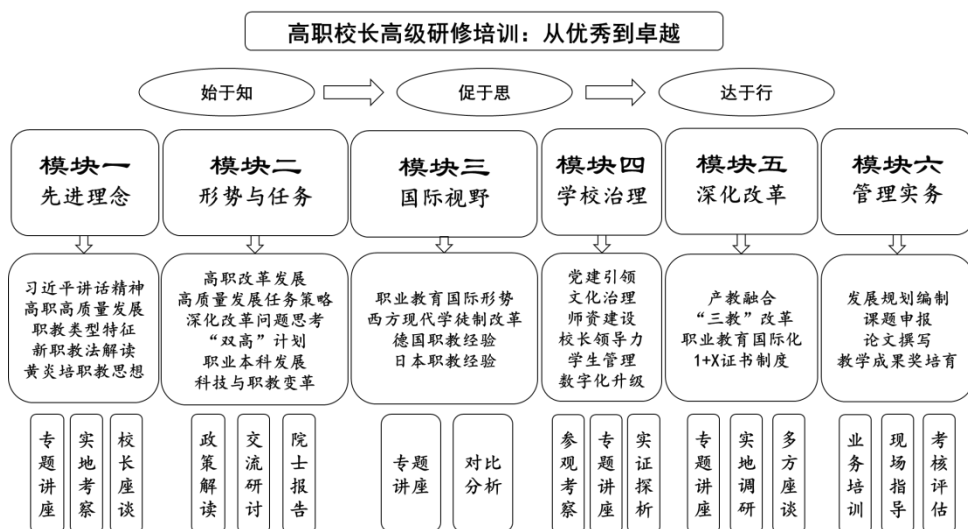 高职校长高级研修培训：从优秀到卓越
始于知
促于思
达于行
模块一
先进理念
模块二
形势与任务
模块三
国际视野
模块四
学校治理
模块五
深化改革
模块六
管理实务
习近平讲话精神
高职高质量发展
职教类型特征
新职教法解读
黄炎培职教思想
高职改革发展
高质量发展任务策略
深化改革问题思考
“双高”计划
职业本科发展
科技与职教变革
职业教育国际形势
西方现代学徒制改革
德国职教经验
日本职教经验
党建引领
文化治理
师资建设
校长领导力
学生管理
数字化升级
产教融合
“三教”改革
职业教育国际化
1+X证书制度
发展规划编制
课题申报
论文撰写
教学成果奖培育
专题讲座
实地考察
校长座谈
政策解读
交流研讨
院士报告
专题
讲座
对比
分析
参观考察
专题讲座
实证探析
专题讲座
实地调研
多方座谈
业务培训
现场指导
考核评估